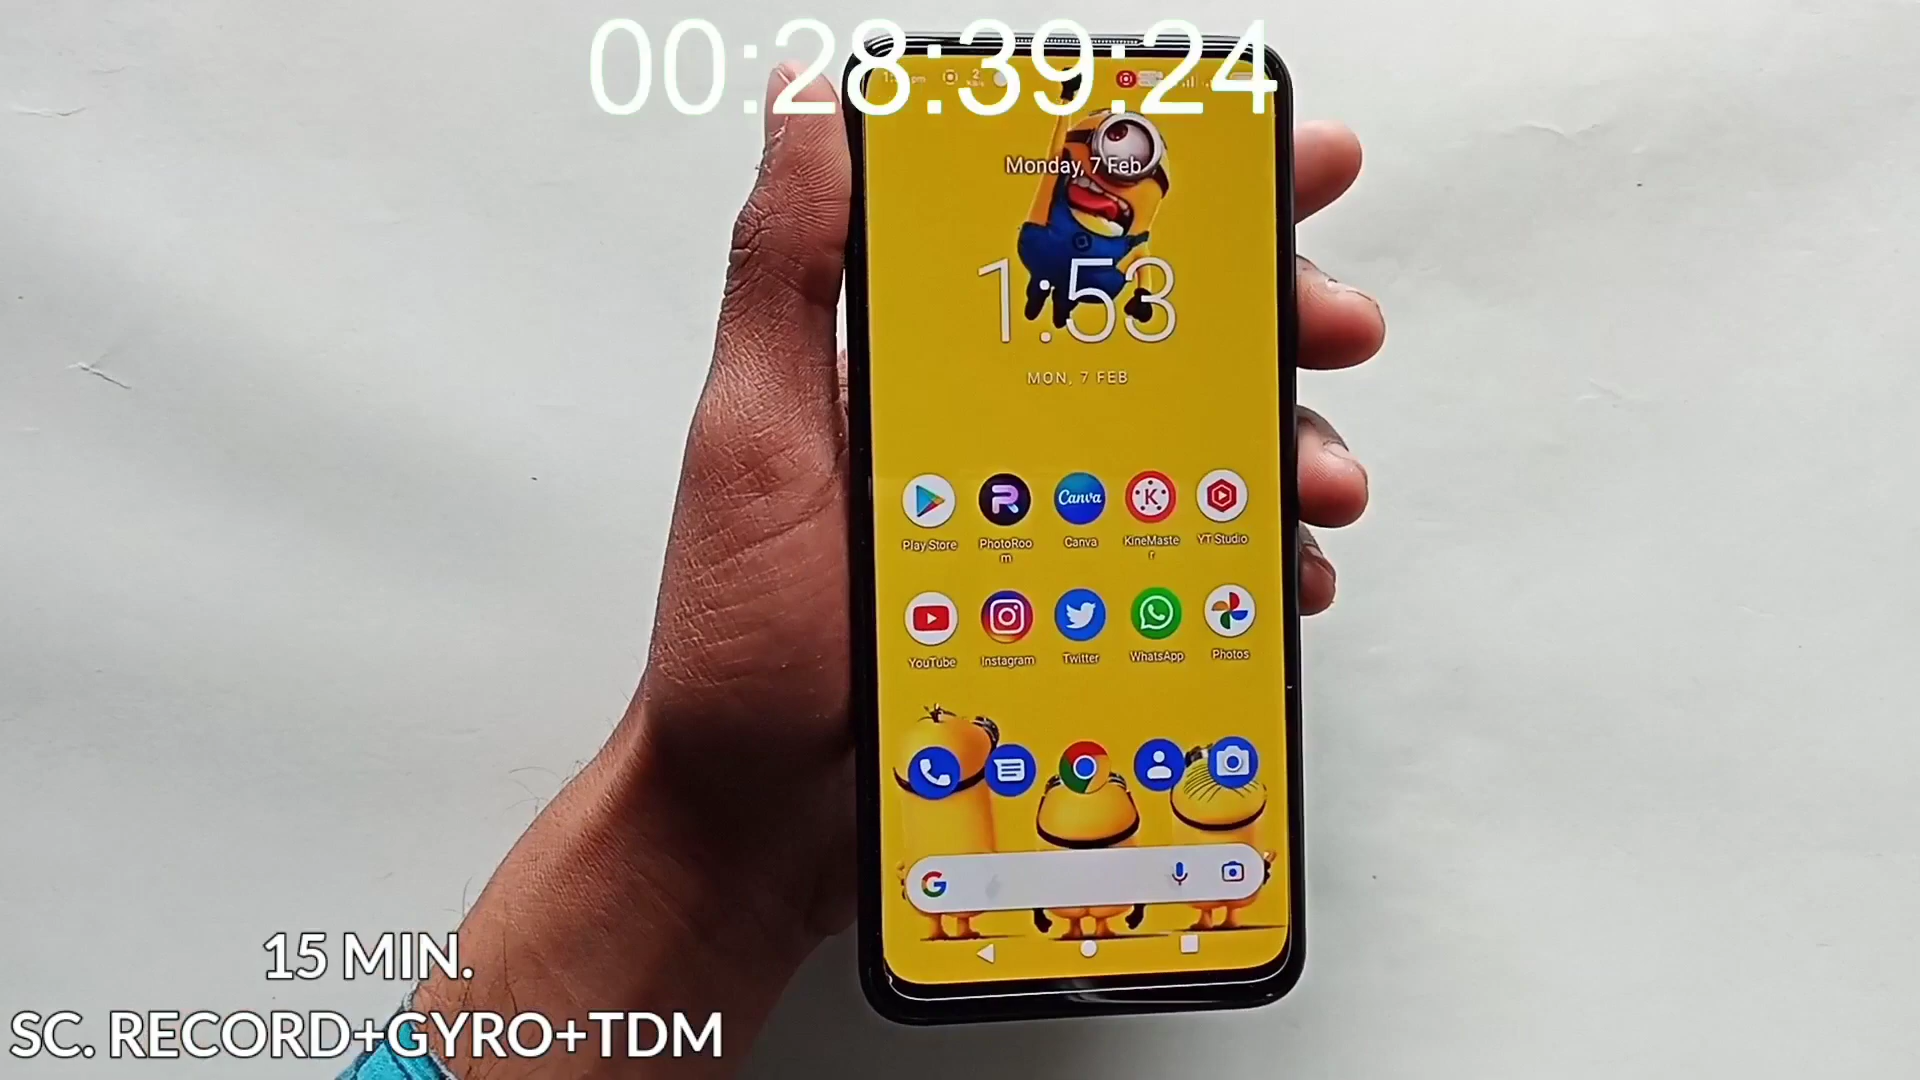 00:28:39:24
Monday, 7 Feb
1:53
MON, 7 FEB
Play Store
PhotoRoo
m
Canva
Canva
KineMaste
r
YT Studio
YouTube
Instagram
Twitter
WhatsApp
Photos
15 MIN.
SC. RECORD+GYRO+TDM